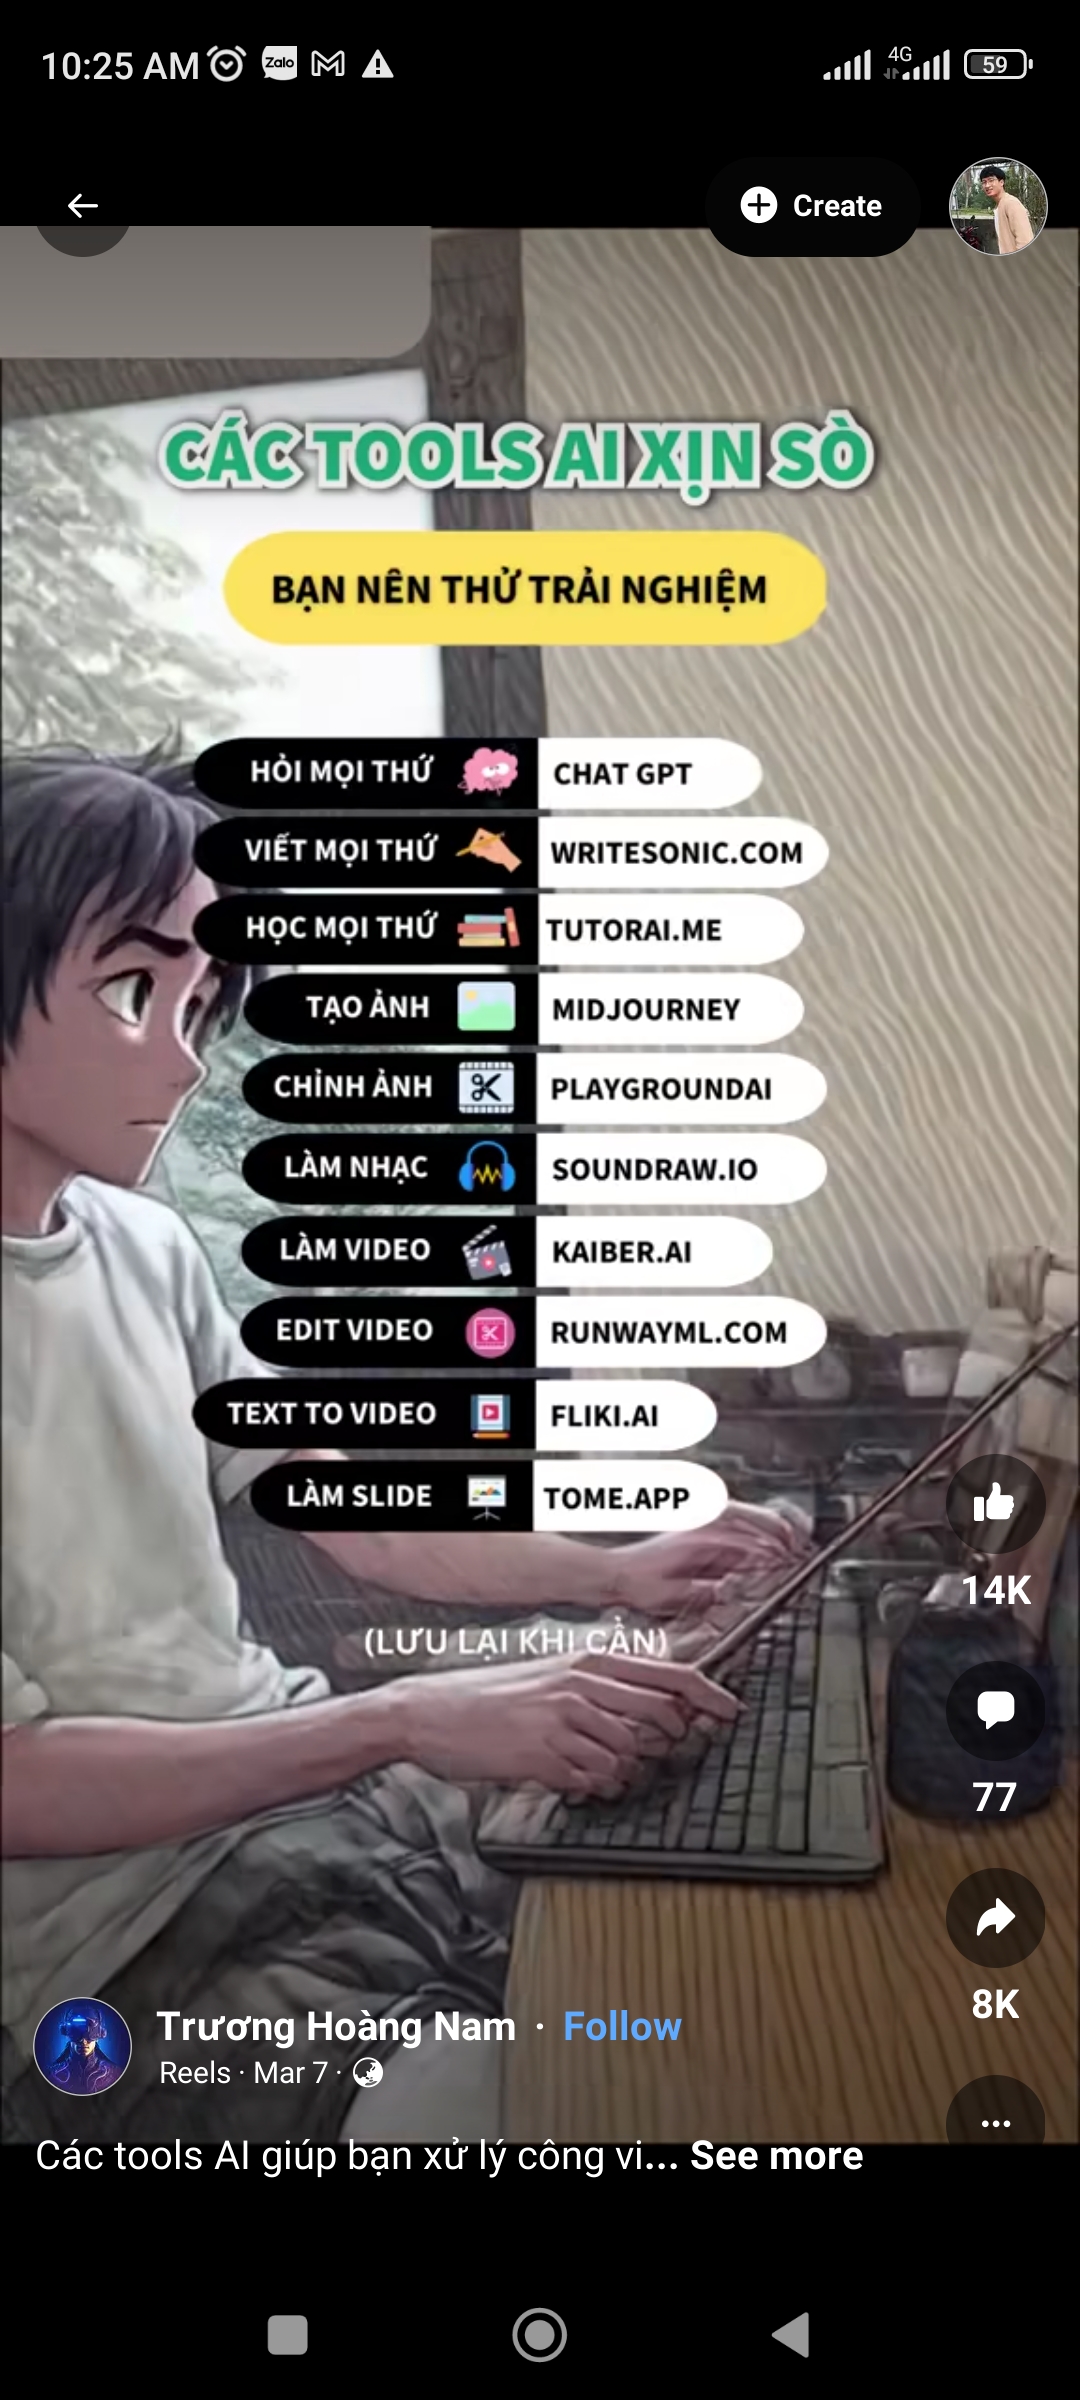 10:25 AM
Zalo
4G
59
Create
CÁC TOOLS AI XỊN SÒ
BẠN NÊN THỬ TRẢI NGHIỆM
HỎI MỌI THỨ CHAT GPT
VIẾT MỌI THỨ WRITESONIC.COM
HỌC MỌI THỨ TUTORAI.ME
TẠO ẢNH MIDJOURNEY
CHỈNH ẢNH PLAYGROUNDAI
LÀM NHẠC SOUNDRAW.IO
LÀM VIDEO KAIBER.AI
EDIT VIDEO RUNWAYML.COM
TEXT TO VIDEO FLIKI.AI
LÀM SLIDE TOME.APP
14K
(LƯU LẠI KHI CẦN)
77
8K
Trương Hoàng Nam · Follow
Reels · Mar 7 ·
Các tools AI giúp bạn xử lý công vi... See more